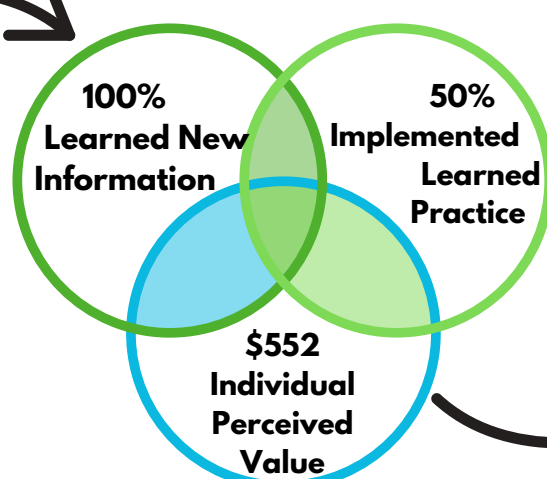 100%
Learned New
Information
50%
Implemented
Learned
Practice
$552
Individual
Perceived
Value